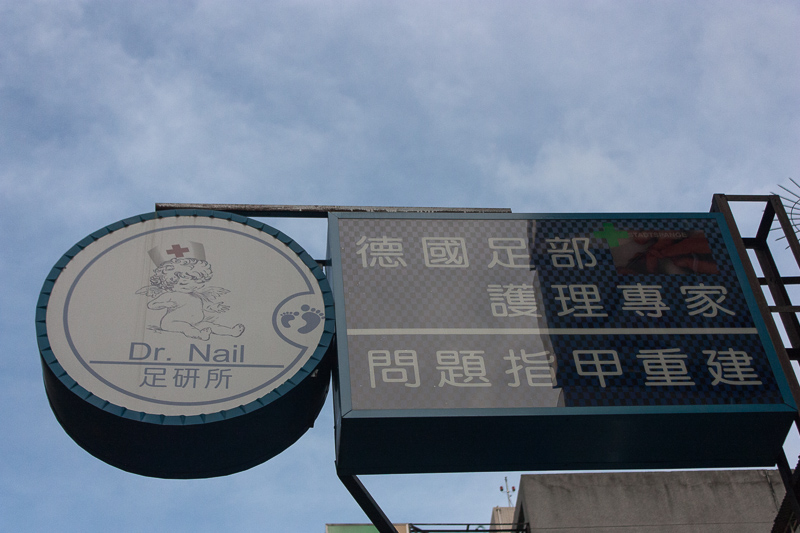 Dr. Nail
足研所
德國足部
護理專家
問題指甲重建